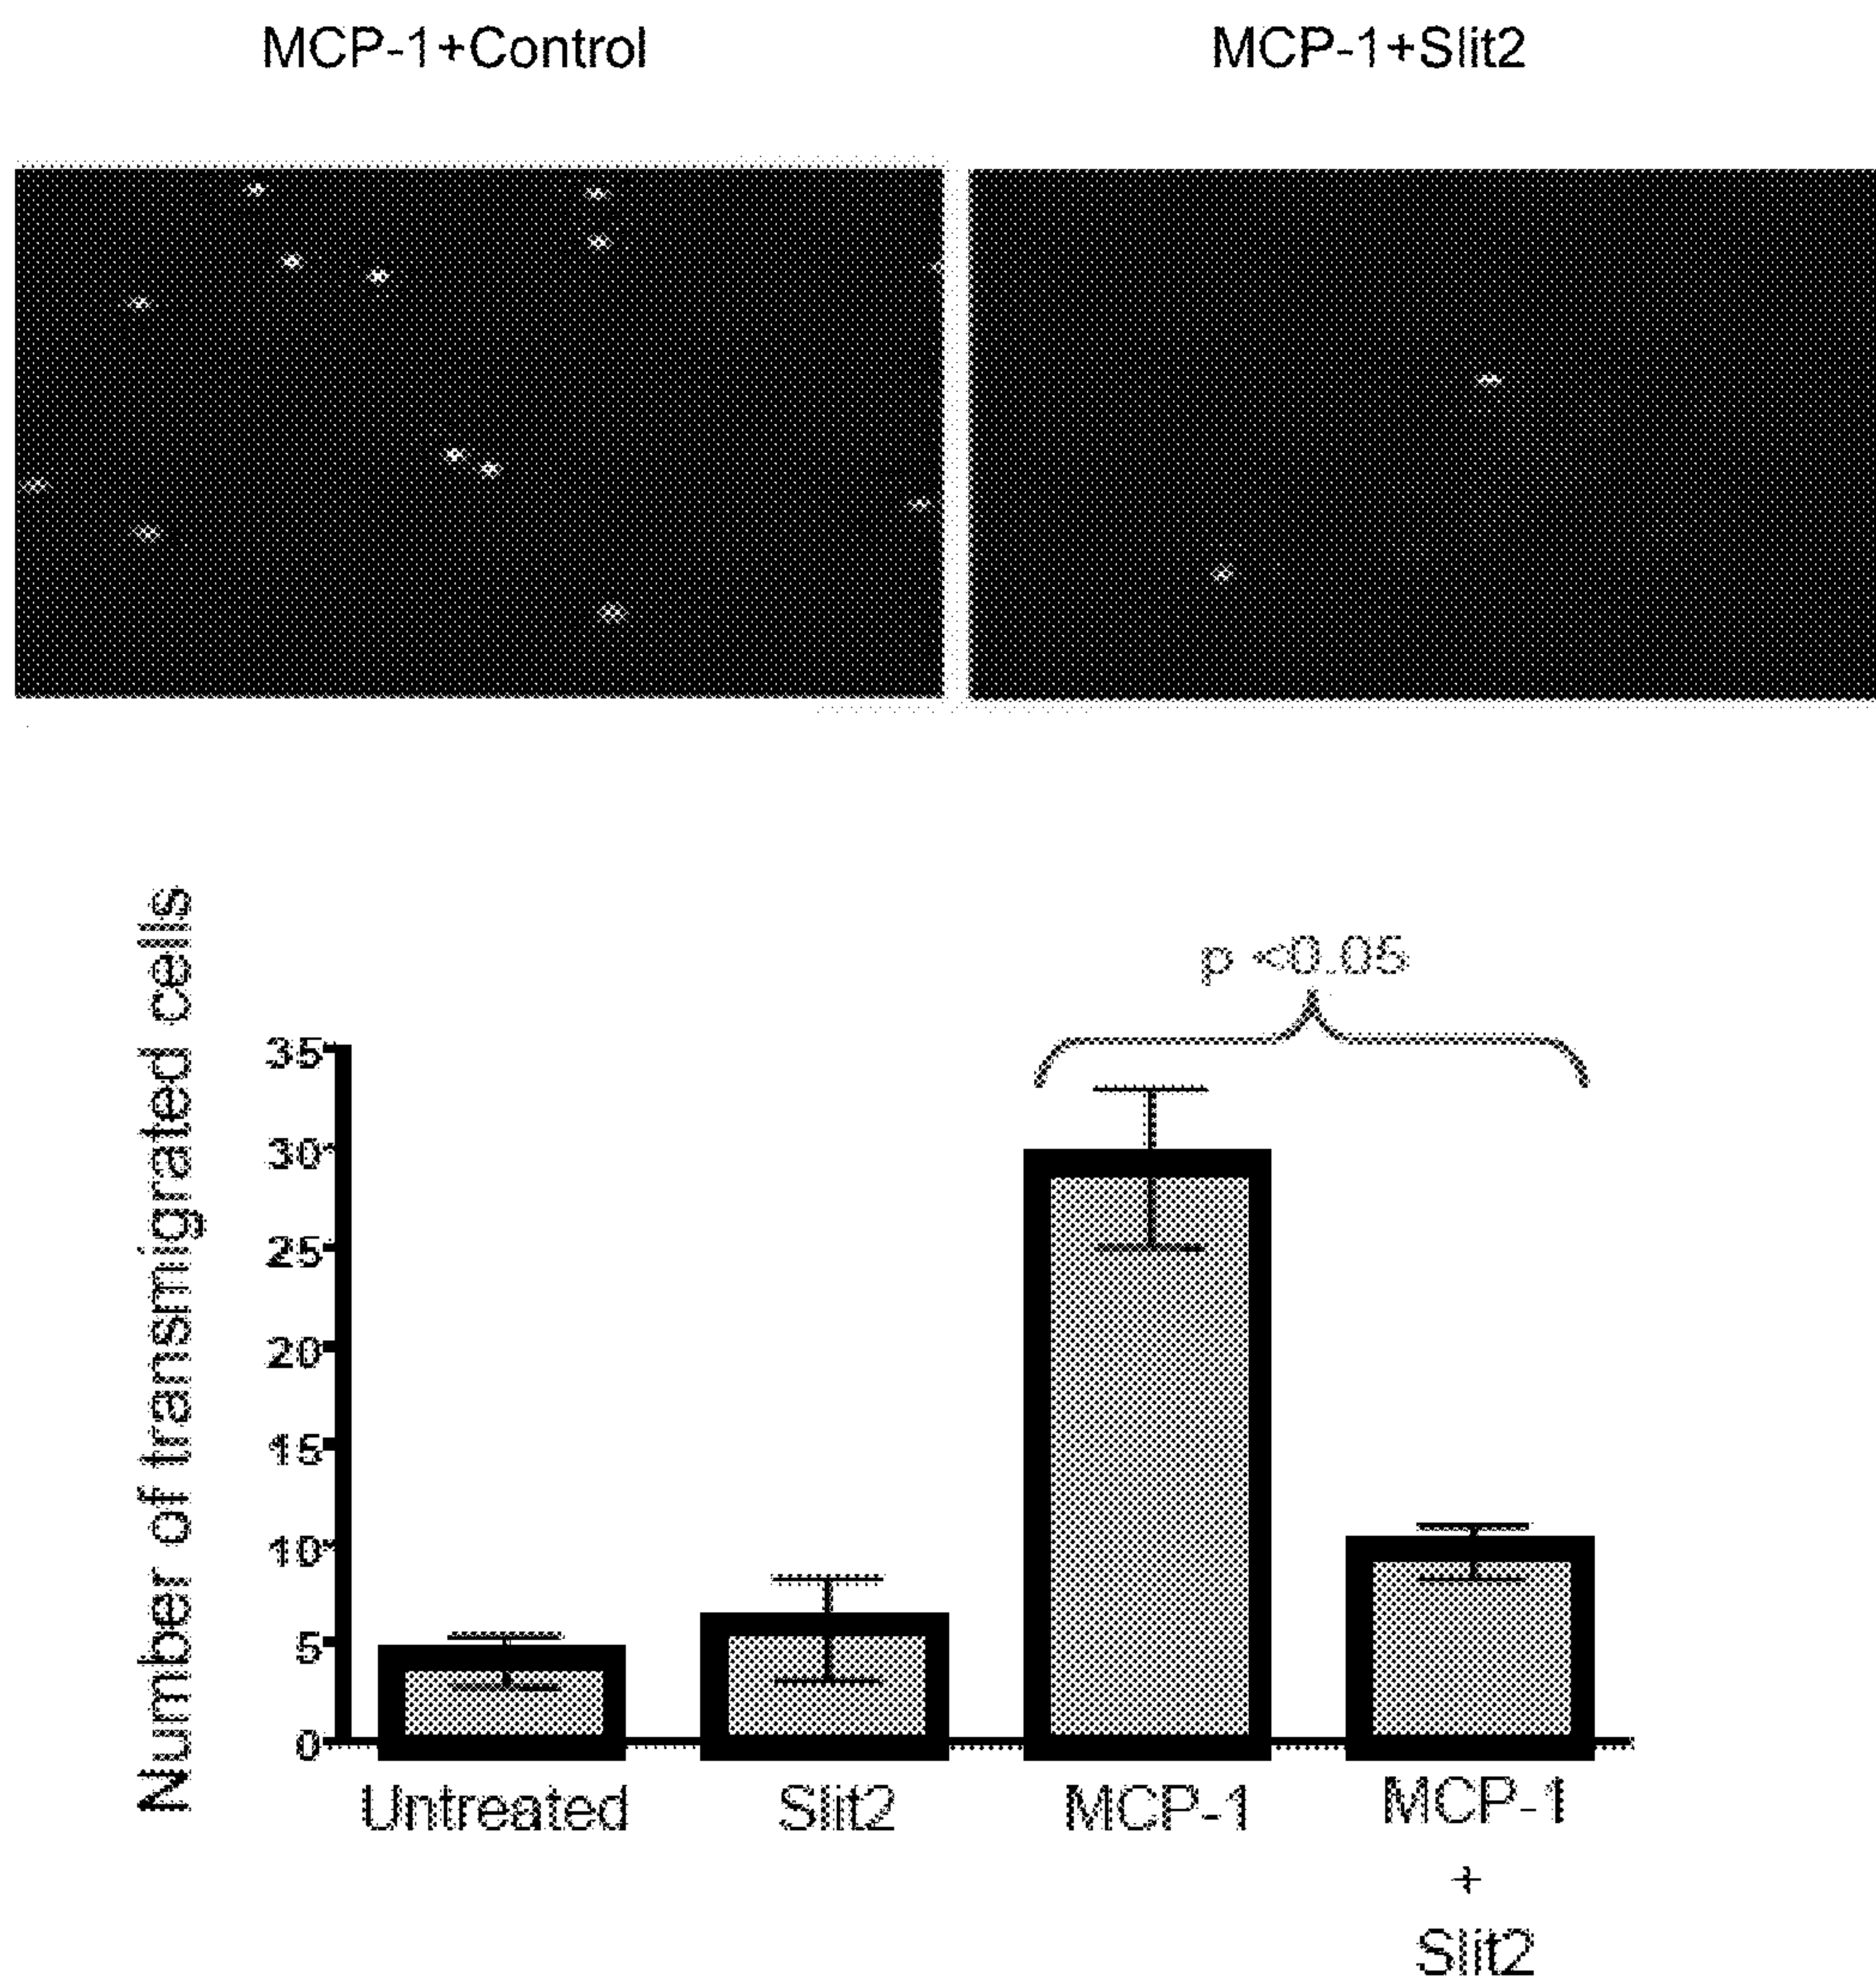 MCP-1+Control
MCP-1+Slit2
Number of transmigrated cells
p <0.05
35
30
25
20
15
10
5
0
Untreated
Slit2
MCP-1
MCP-1
+
Slit2